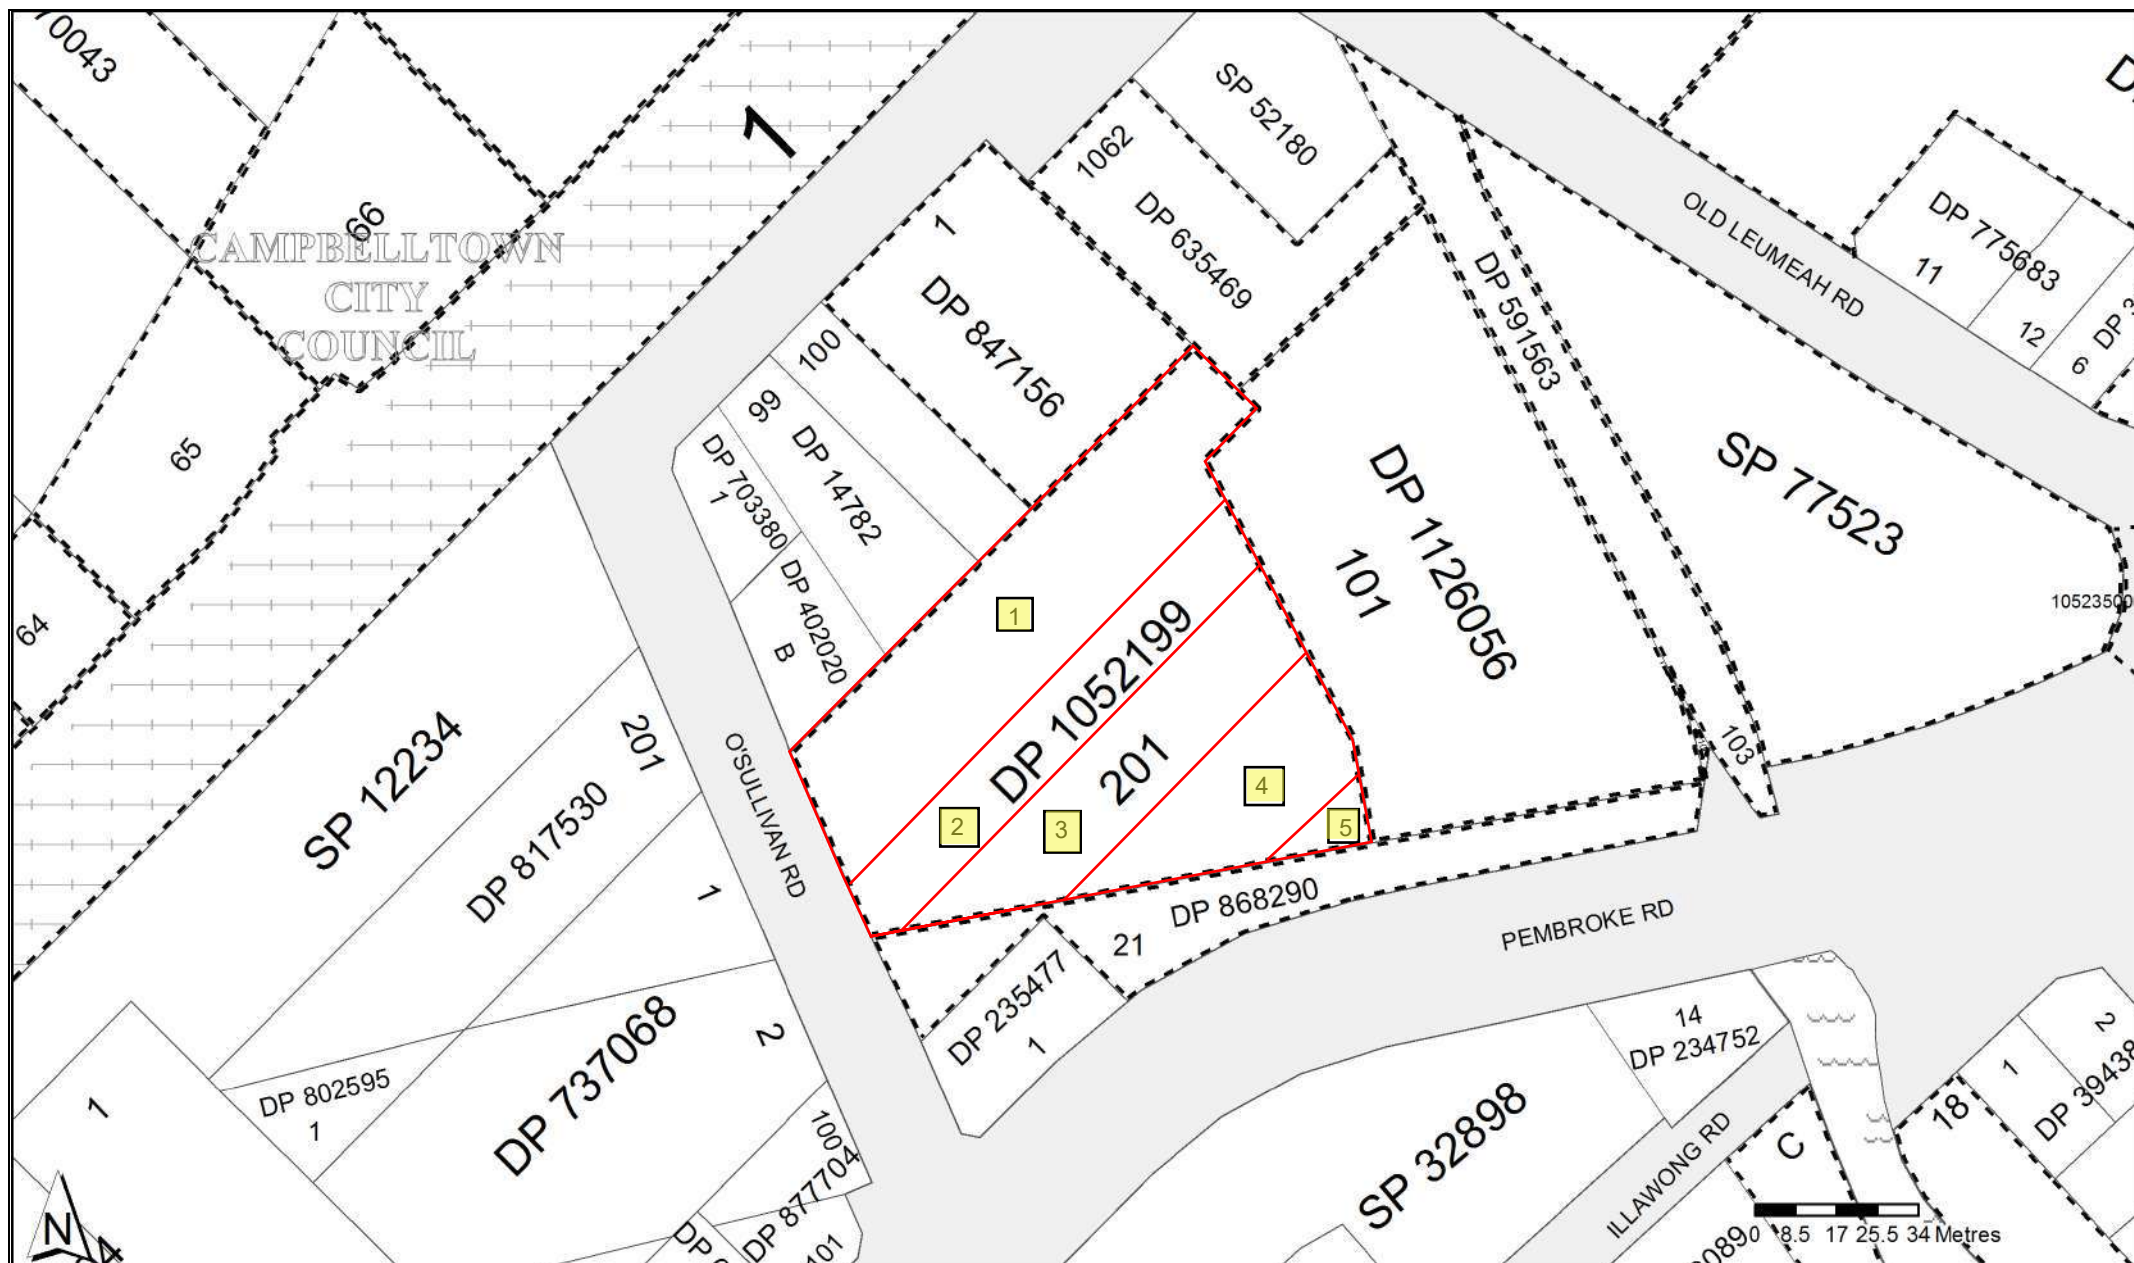 70043
66
CAMPBELLTOWN
CITY
COUNCIL
65
64
1
SP 52180
1062
DP 635469
1
DP 847156
100
99
DP 14782
DP 703380
1
DP 402020
B
DP 591563
OLD LEUMEAH RD
DP 775683
11
12
6
SP 77523
DP 1126056
101
103
1
DP 1052199
201
2
3
4
5
SP 12234
201
DP 817530
1
O'SULLIVAN RD
DP 868290
21
DP 235477
1
PEMBROKE RD
DP 737068
2
DP 802595
1
1
1001
DP 877704
101
SP 32898
14
DP 234752
ILLAWONG RD
C
18
1
2
DP 39438
N
0 8.5 17 25.5 34 Metres